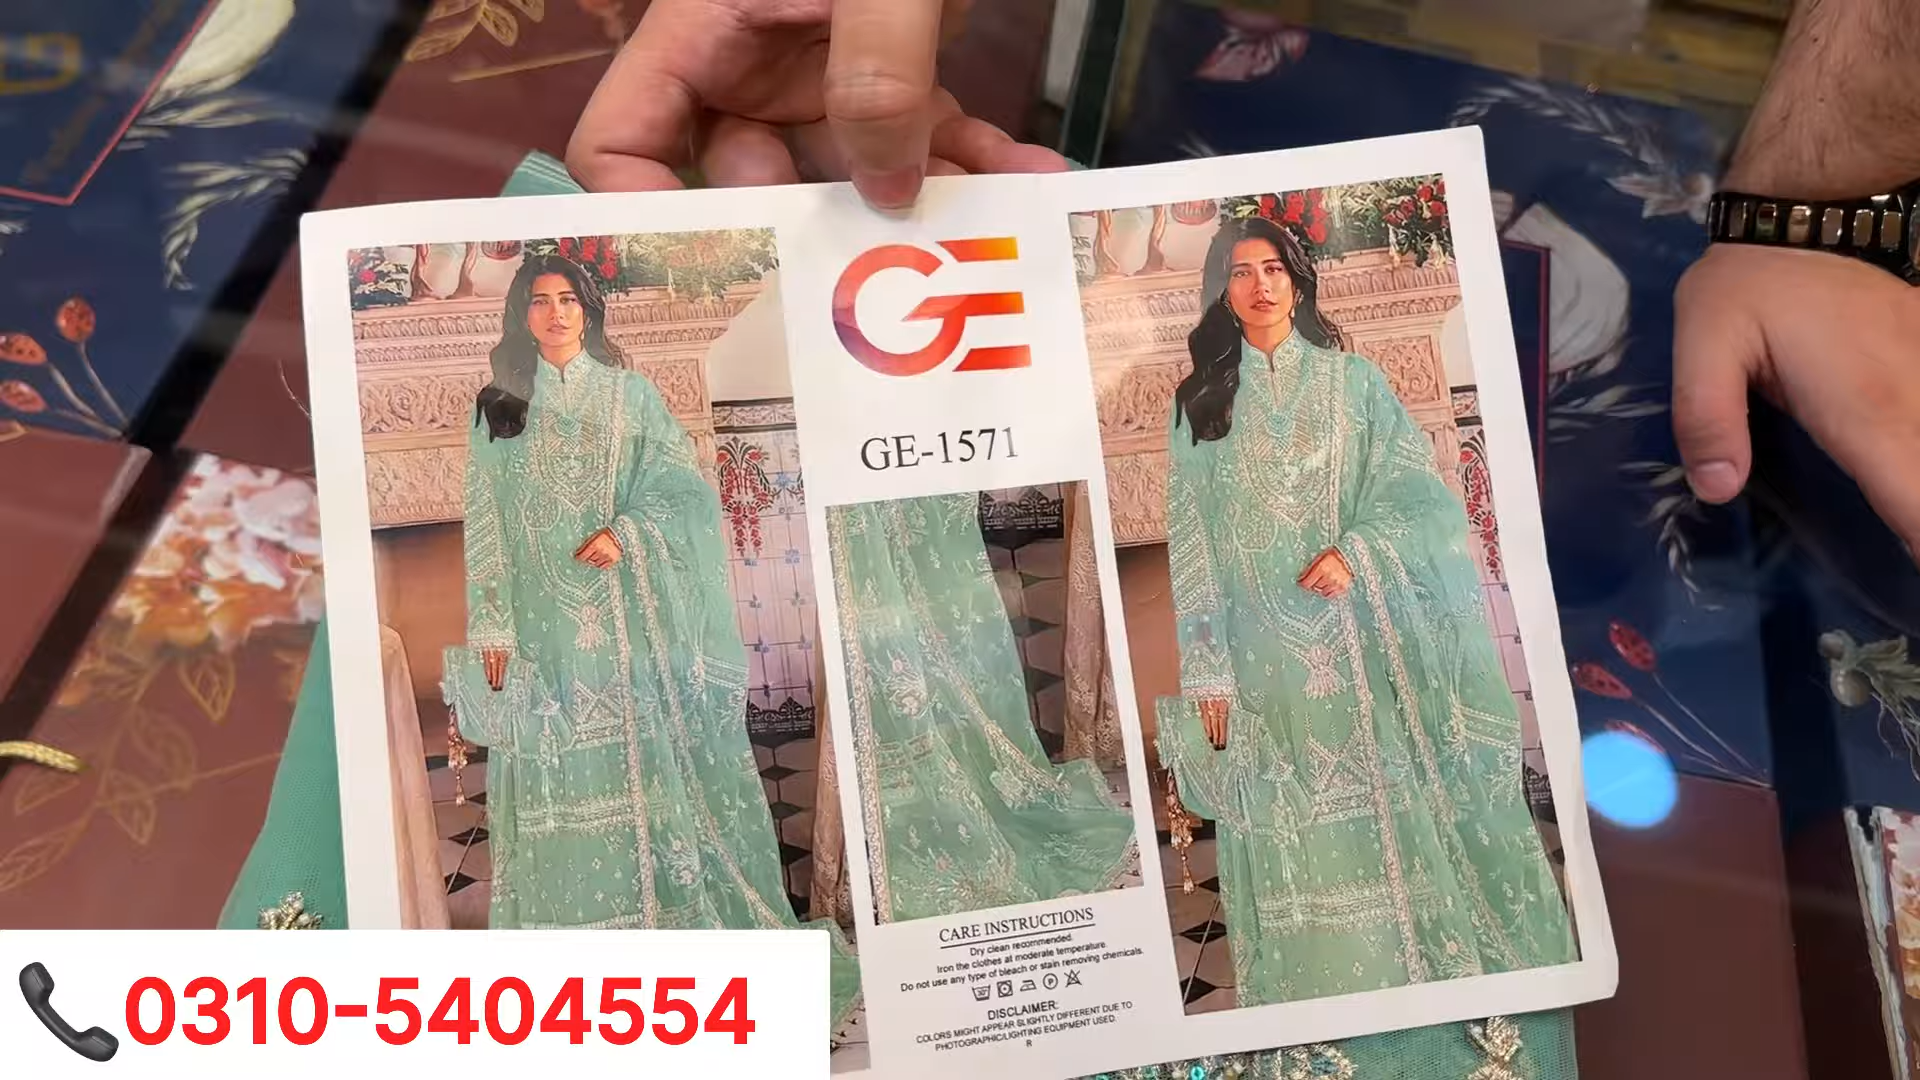 GE
GE-1571
CARE INSTRUCTIONS
Dry clean recommended.
Iron the clothes at moderate temperature.
Do not use any type of bleach or stain removing chemicals.
DISCLAIMER:
COLORS MIGHT APPEAR SLIGHTLY DIFFERENT DUE TO
PHOTOGRAPHIC/LIGHTING EQUIPMENT USED.
R
0310-5404554